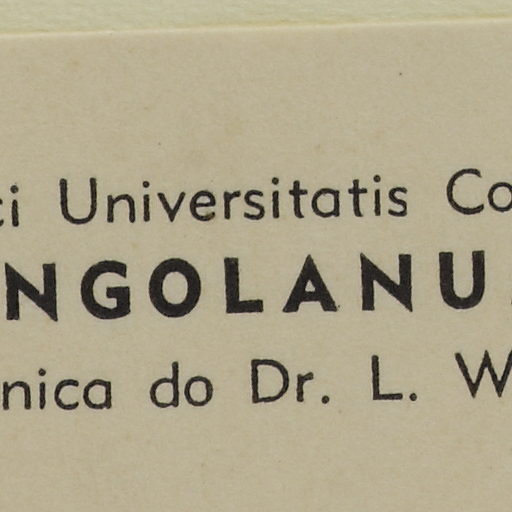 ci Universitatis Co
NGOLANU
nica do Dr. L. W